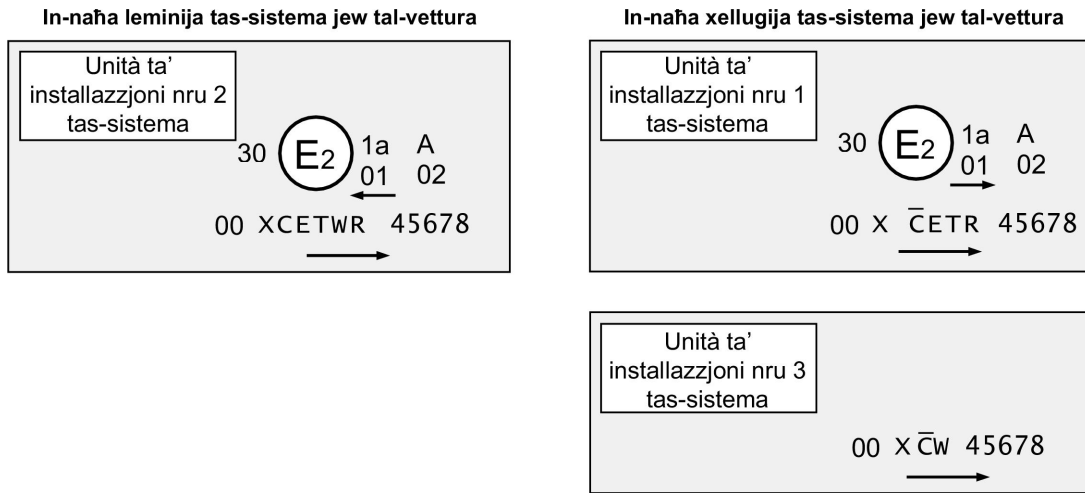 In-naħa leminija tas-sistema jew tal-vettura
Unità ta’
installazzjoni nru 2
tas-sistema
30 E2 1a A
01 02
00 XCETWR 45678
In-naħa xellugija tas-sistema jew tal-vettura
Unità ta’
installazzjoni nru 1
tas-sistema
30 E2 1a A
01 02
00 X C̅ETR 45678
Unità ta’
installazzjoni nru 3
tas-sistema
00 X C̅W 45678